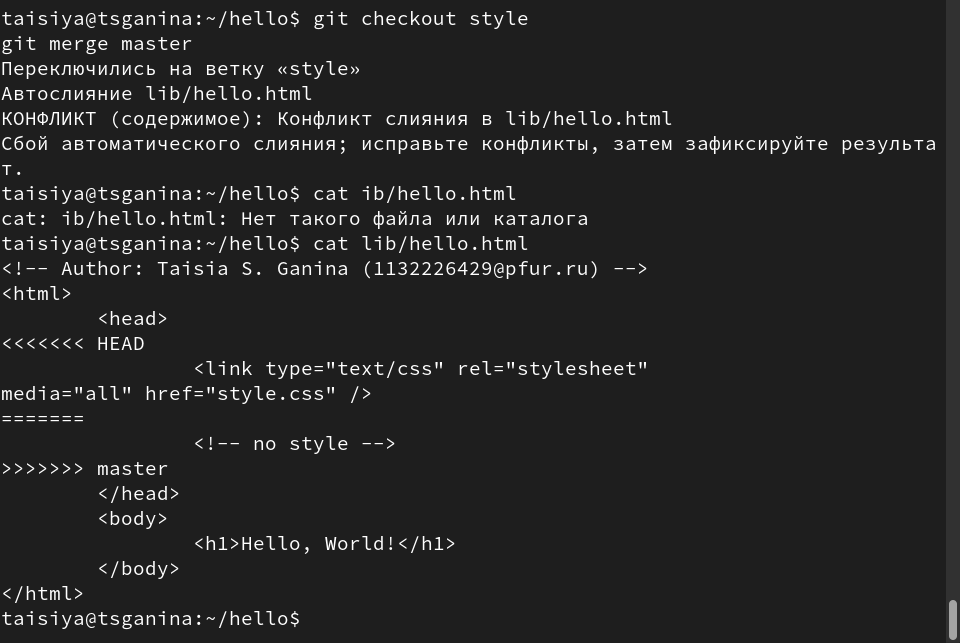 taisiya@tsganina:~/hello$ git checkout style
git merge master
Переключились на ветку «style»
Автослияние lib/hello.html
КОНФЛИКТ (содержимое): Конфликт слияния в lib/hello.html
Сбой автоматического слияния; исправьте конфликты, затем зафиксируйте результа
т.
taisiya@tsganina:~/hello$ cat ib/hello.html
cat: ib/hello.html: Нет такого файла или каталога
taisiya@tsganina:~/hello$ cat lib/hello.html
<!-- Author: Taisia S. Ganina (1132226429@pfur.ru) -->
<html>
        <head>
<<<<<<< HEAD
                <link type="text/css" rel="stylesheet"
media="all" href="style.css" />
=======
                <!-- no style -->
>>>>>>> master
        </head>
        <body>
                <h1>Hello, World!</h1>
        </body>
</html>
taisiya@tsganina:~/hello$